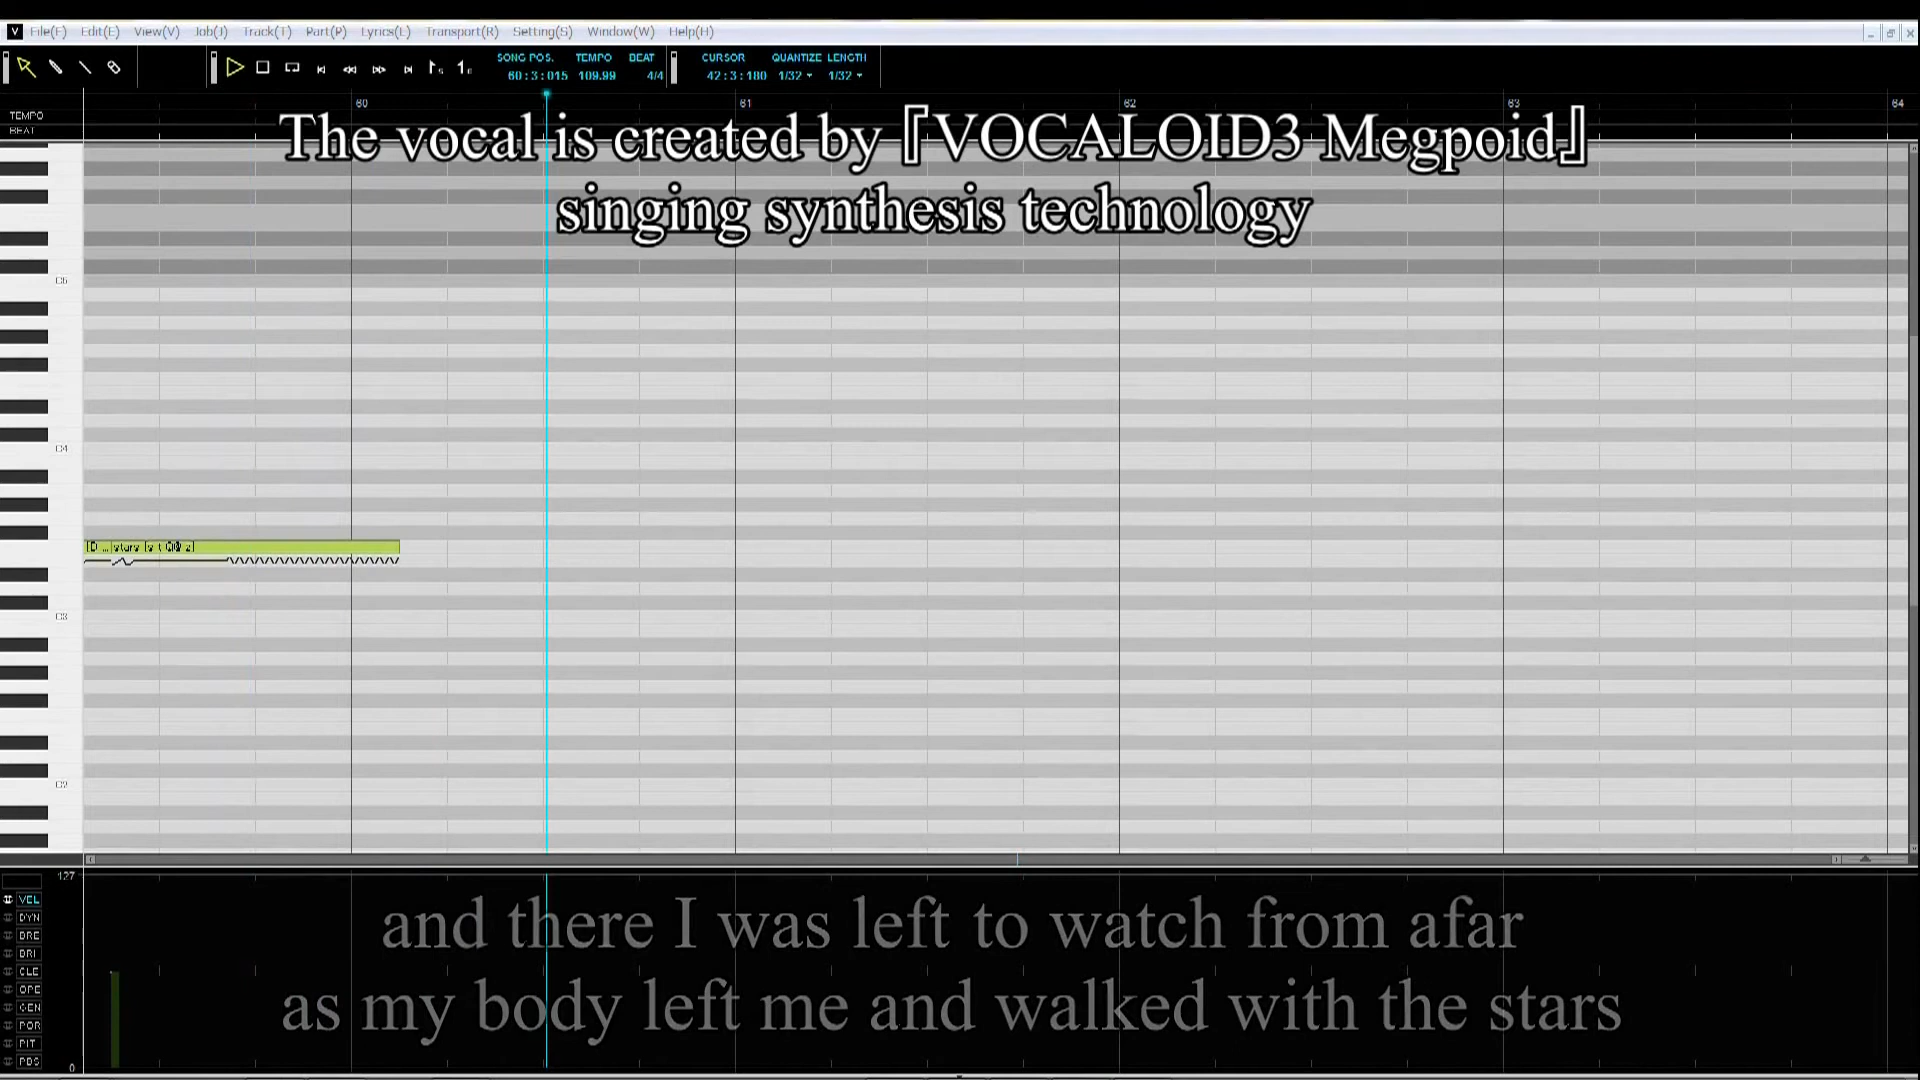 File(F) Edit(E) View(V) Job(J) Track(T) Part(P) Lyrics(L) Transport(R) Setting(S) Window(W) Help(H)
SONG POS. TEMPO BEAT CURSOR QUANTIZE LENGTH
60:3:015 109.99 4/4 42:3:180 1/32 1/32
60 61 62 63 64
TEMPO
BEAT
The vocal is created by『VOCALOID3 Megpoid』
singing synthesis technology
C5
C4
[D ... stars [s t Q@ z]
C3
C2
127
VEL
DYN
BRE
BRI
CLE
OPE
GEN
POR
PIT
PBS
0
and there I was left to watch from afar
as my body left me and walked with the stars